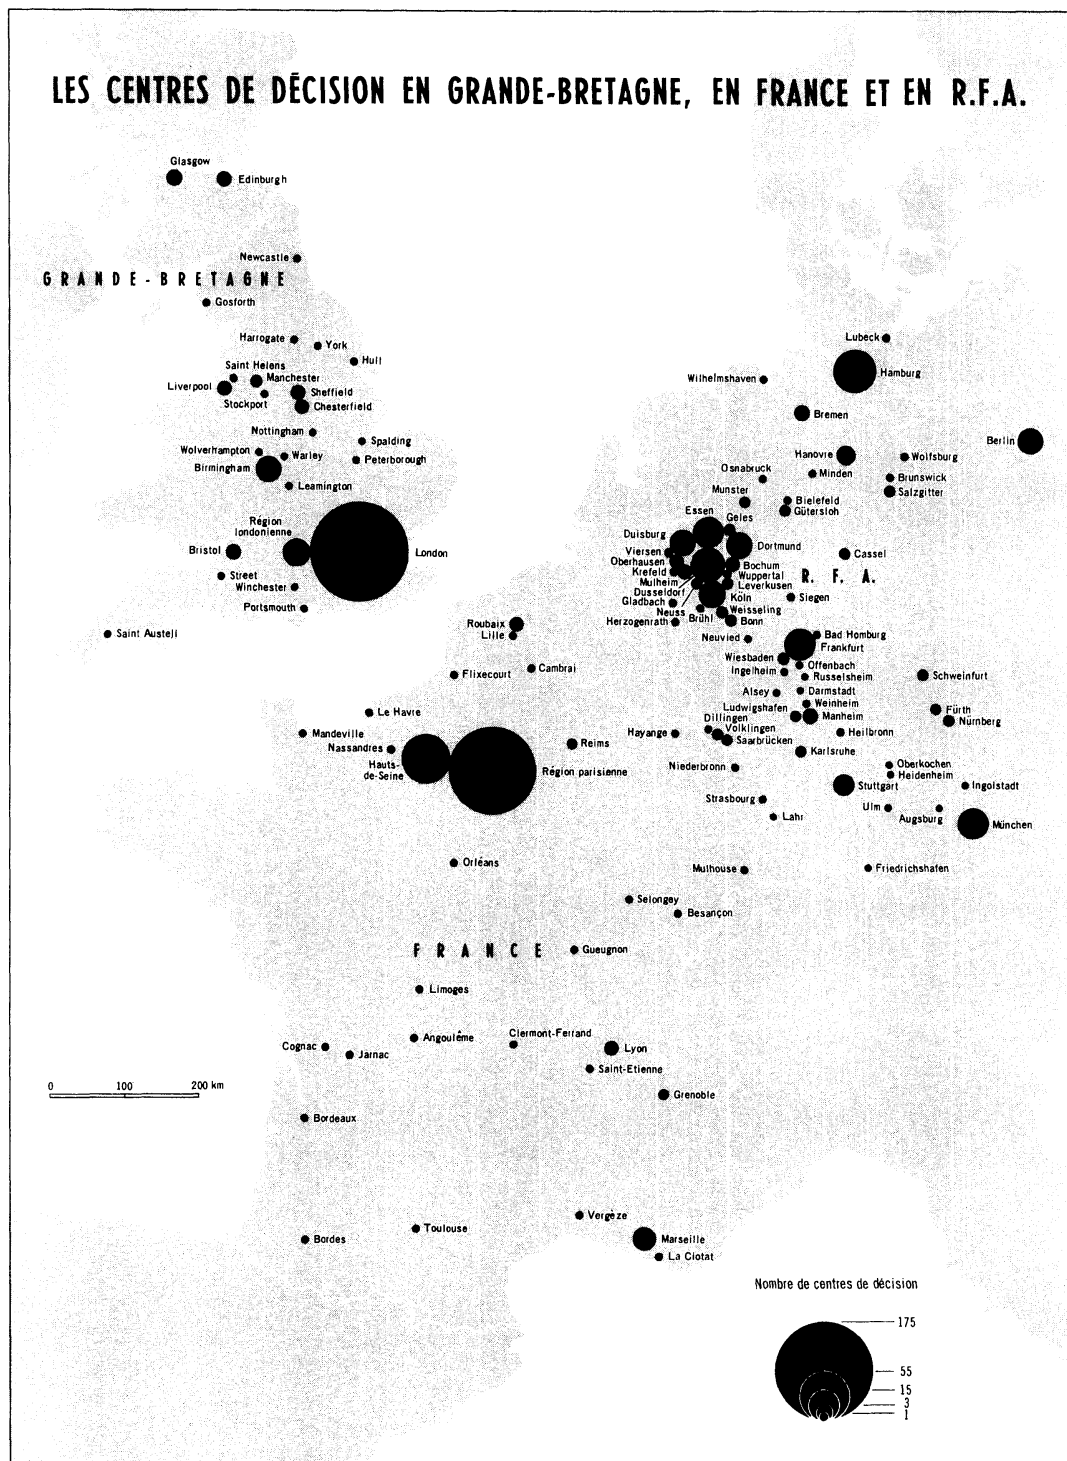 LES CENTRES DE DÉCISION EN GRANDE-BRETAGNE, EN FRANCE ET EN R.F.A.
Glasgow
Edinburgh
Newcastle
GRANDE-BRETAGNE
Gosforth
Harrogate
York
Hull
Saint Helens
Manchester
Liverpool
Sheffield
Stockport
Chesterfield
Nottingham
Spalding
Wolverhampton
Warley
Peterborough
Birmingham
Leamington
Région
londonienne
Bristol
London
Street
Winchester
Portsmouth
Saint Austell
Lubeck
Hamburg
Wilhelmshaven
Bremen
Berlin
Hanovre
Wolfsburg
Osnabruck
Minden
Brunswick
Salzgitter
Munster
Bielefeld
Gütersloh
Essen
Geles
Duisburg
Dortmund
Viersen
Oberhausen
Cassel
Bochum
Krefeld
Wuppertal
R. F. A.
Mulheim
Leverkusen
Dusseldorf
Köln
Siegen
Gladbach
Neuss
Brühl
Weisseling
Herzogenrath
Bonn
Neuvied
Bad Homburg
Frankfurt
Wiesbaden
Offenbach
Ingelheim
Russelsheim
Schweinfurt
Alsey
Darmstadt
Weinheim
Ludwigshafen
Manheim
Fürth
Nürnberg
Dillingen
Volklingen
Hayange
Saarbrücken
Heilbronn
Karlsruhe
Niederbronn
Oberkochen
Heidenheim
Stuttgart
Ingolstadt
Strasbourg
Lahr
Ulm
Augsburg
München
Mulhouse
Friedrichshafen
Roubaix
Lille
Cambrai
Flixecourt
Le Havre
Mandeville
Nassandres
Reims
Hauts-
de-Seine
Région parisienne
Orléans
Selongey
Besançon
FRANCE
Gueugnon
Limoges
Angoulême
Clermont-Ferrand
Cognac
Jarnac
Lyon
Saint-Etienne
Grenoble
0 100 200 km
Bordeaux
Vergèze
Toulouse
Bordes
Marseille
La Ciotat
Nombre de centres de décision
175
55
15
3
1